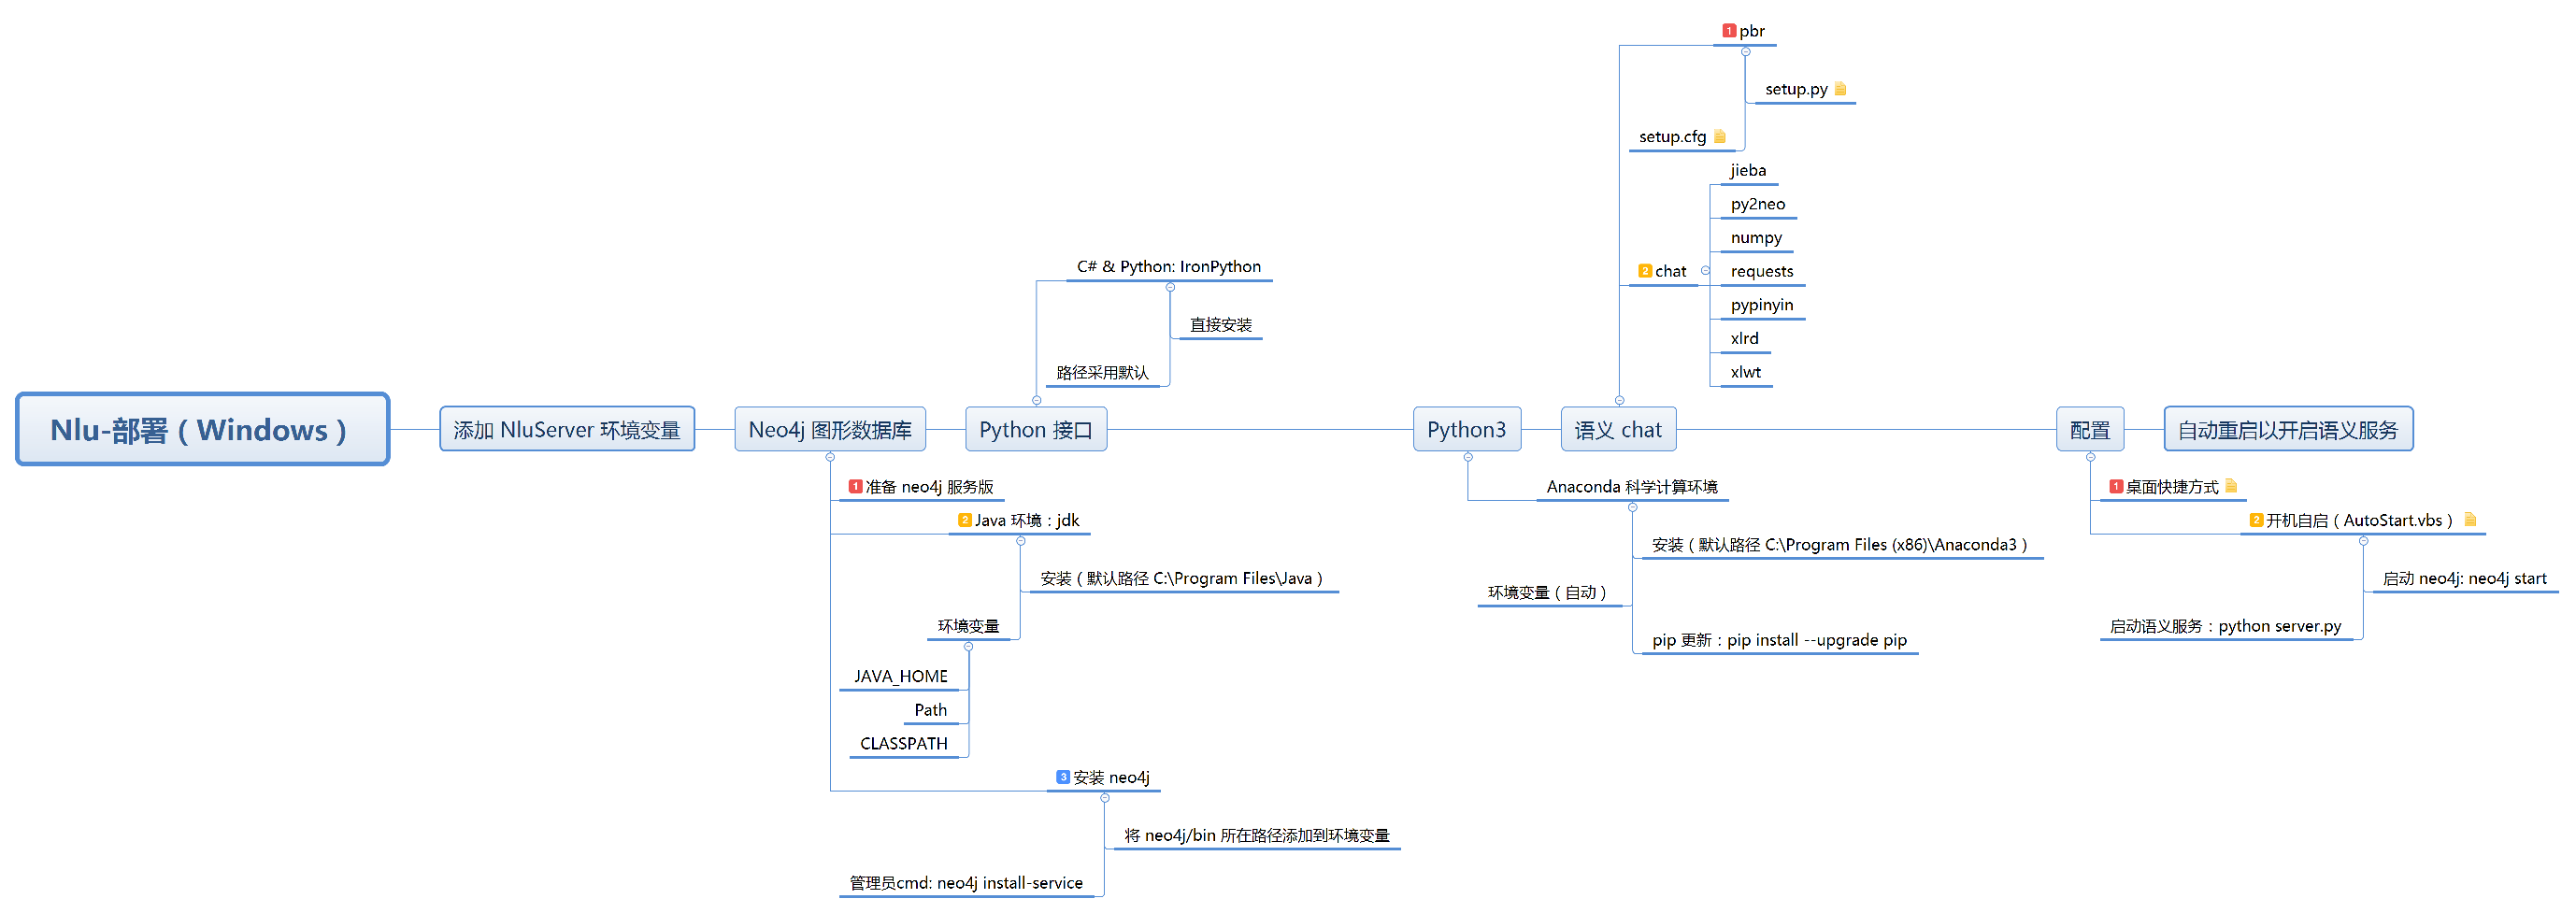 Nlu-部署（Windows）
添加 NluServer 环境变量
Neo4j 图形数据库
1 准备 neo4j 服务版
2 Java 环境：jdk
安装（默认路径 C:\Program Files\Java）
环境变量
JAVA_HOME
Path
CLASSPATH
3 安装 neo4j
将 neo4j/bin 所在路径添加到环境变量
管理员cmd: neo4j install-service
Python 接口
C# & Python: IronPython
直接安装
路径采用默认
Python3
Anaconda 科学计算环境
安装（默认路径 C:\Program Files (x86)\Anaconda3）
环境变量（自动）
pip 更新：pip install --upgrade pip
语义 chat
1 pbr
setup.py
setup.cfg
2 chat
jieba
py2neo
numpy
requests
pypinyin
xlrd
xlwt
配置
1 桌面快捷方式
2 开机自启（AutoStart.vbs）
启动 neo4j: neo4j start
启动语义服务：python server.py
自动重启以开启语义服务